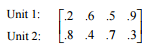 Unit 1: [.2 .6 .5 .9]
Unit 2: [.8 .4 .7 .3]